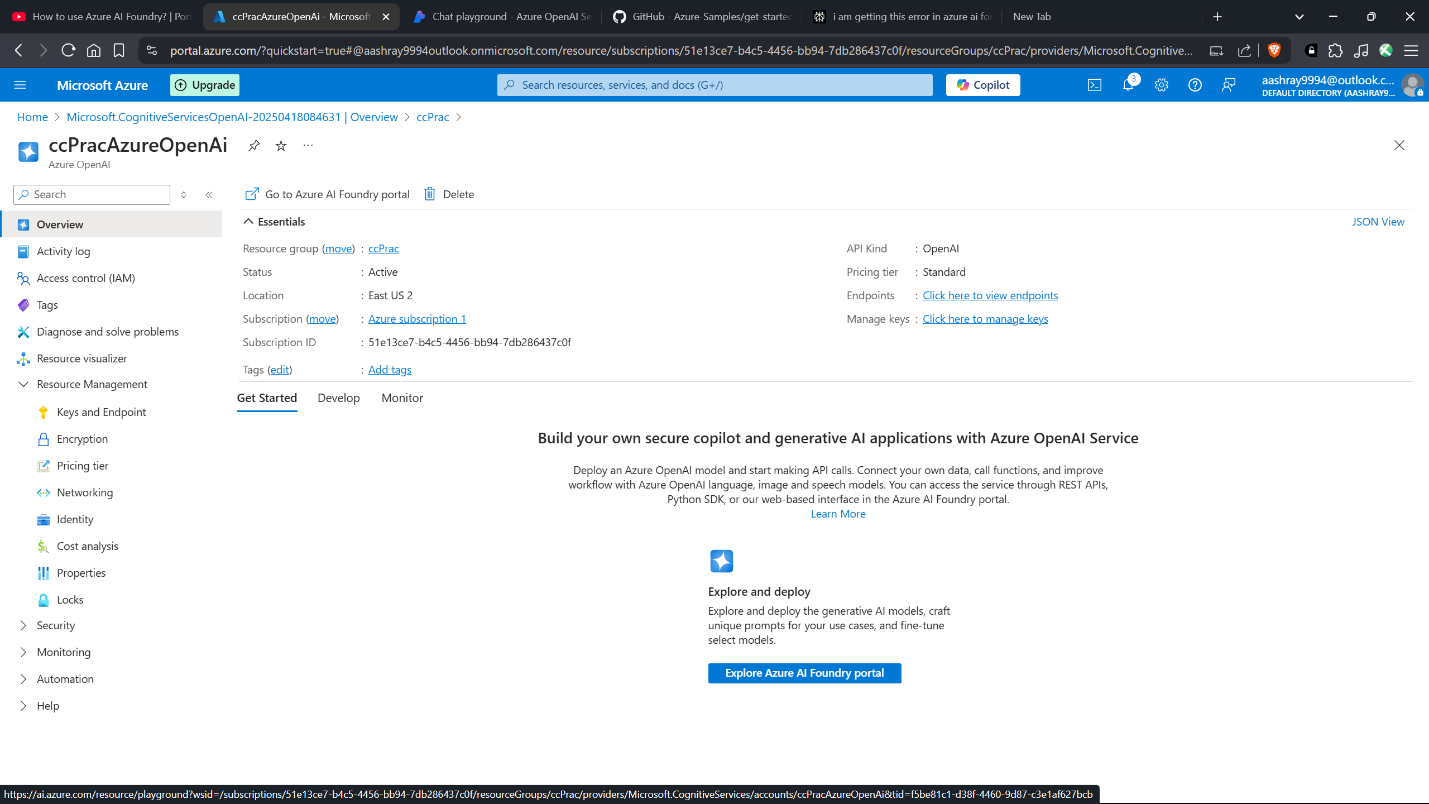 How to use Azure AI Foundry? | Por
ccPracAzureOpenAi - Microsoft
Chat playground - Azure OpenAI Se
GitHub - Azure-Samples/get-starte
i am getting this error in azure ai fo
New Tab
portal.azure.com/?quickstart=true#@aashray9994outlook.onmicrosoft.com/resource/subscriptions/51e13ce7-b4c5-4456-bb94-7db286437c0f/resourceGroups/ccPrac/providers/Microsoft.Cognitive...
Microsoft Azure
Upgrade
Search resources, services, and docs (G+/)
Copilot
3
aashray9994@outlook.c...
DEFAULT DIRECTORY (AASHRAY9...
Home > Microsoft.CognitiveServicesOpenAI-20250418084631 | Overview > ccPrac >
ccPracAzureOpenAi
Azure OpenAI
Search
Go to Azure AI Foundry portal
Delete
Overview
Activity log
Access control (IAM)
Tags
Diagnose and solve problems
Resource visualizer
Resource Management
Keys and Endpoint
Encryption
Pricing tier
Networking
Identity
Cost analysis
Properties
Locks
Security
Monitoring
Automation
Help
Essentials
JSON View
Resource group (move) : ccPrac
Status : Active
Location : East US 2
Subscription (move) : Azure subscription 1
Subscription ID : 51e13ce7-b4c5-4456-bb94-7db286437c0f
Tags (edit) : Add tags
API Kind : OpenAI
Pricing tier : Standard
Endpoints : Click here to view endpoints
Manage keys : Click here to manage keys
Get Started
Develop
Monitor
Build your own secure copilot and generative AI applications with Azure OpenAI Service
Deploy an Azure OpenAI model and start making API calls. Connect your own data, call functions, and improve
workflow with Azure OpenAI language, image and speech models. You can access the service through REST APIs,
Python SDK, or our web-based interface in the Azure AI Foundry portal.
Learn More
Explore and deploy
Explore and deploy the generative AI models, craft
unique prompts for your use cases, and fine-tune
select models.
Explore Azure AI Foundry portal
https://ai.azure.com/resource/playground?wsid=/subscriptions/51e13ce7-b4c5-4456-bb94-7db286437c0f/resourceGroups/ccPrac/providers/Microsoft.CognitiveServices/accounts/ccPracAzureOpenAi&tid=f5be81c1-d38f-4460-9d87-c3e1af627bcb